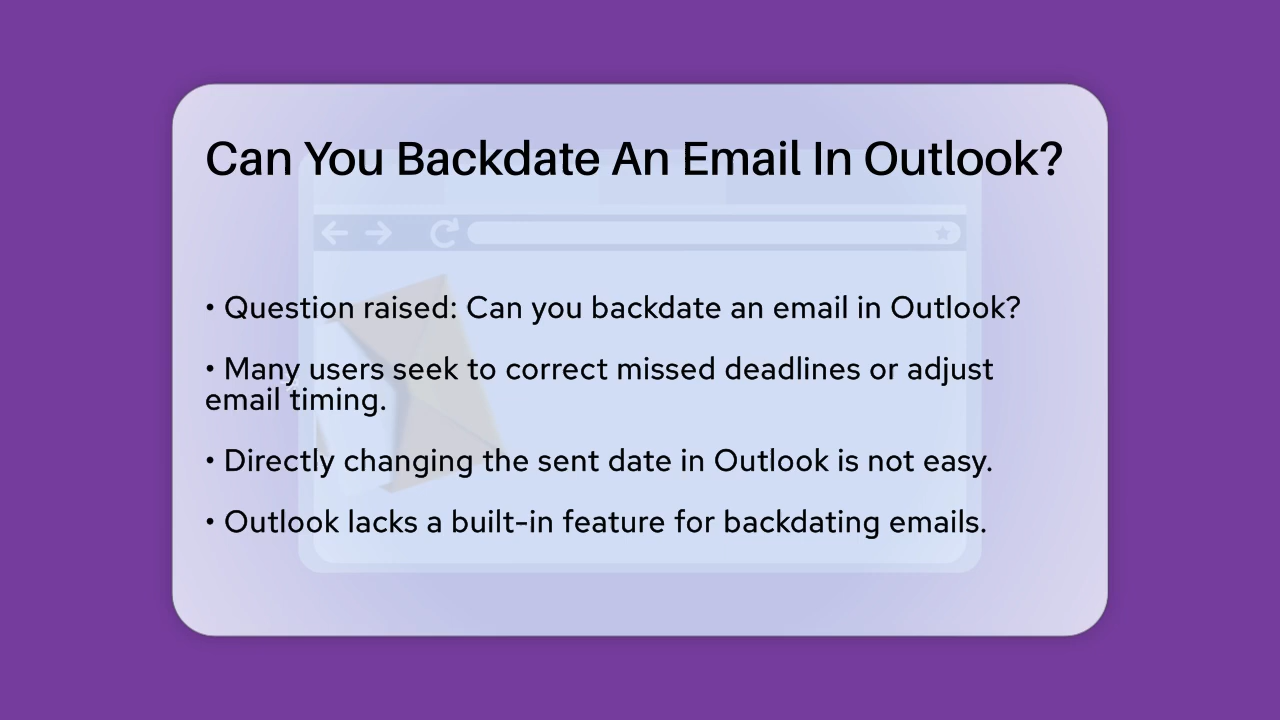 Can You Backdate An Email In Outlook?
• Question raised: Can you backdate an email in Outlook?
• Many users seek to correct missed deadlines or adjust
email timing.
• Directly changing the sent date in Outlook is not easy.
• Outlook lacks a built-in feature for backdating emails.